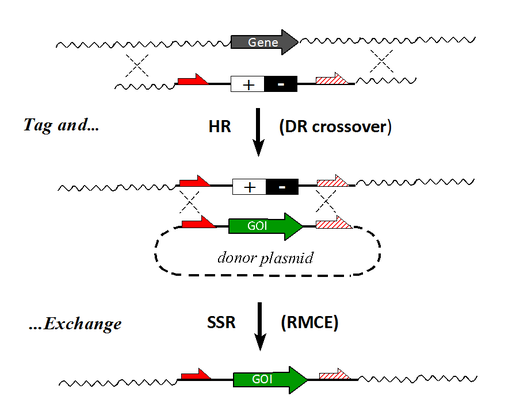 Gene
+ -
Tag and... HR (DR crossover)
+ -
GOI
donor plasmid
...Exchange SSR (RMCE)
GOI